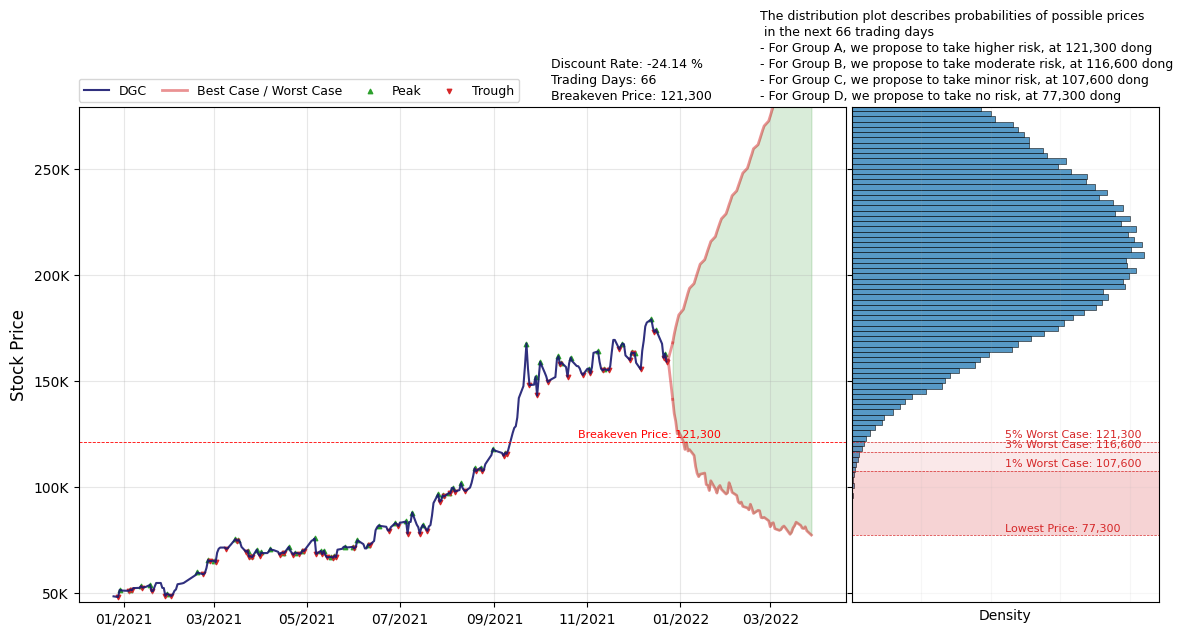 The distribution plot describes probabilities of possible prices
in the next 66 trading days
- For Group A, we propose to take higher risk, at 121,300 dong
- For Group B, we propose to take moderate risk, at 116,600 dong
- For Group C, we propose to take minor risk, at 107,600 dong
- For Group D, we propose to take no risk, at 77,300 dong
Discount Rate: -24.14 %
Trading Days: 66
Breakeven Price: 121,300
DGC
Best Case / Worst Case
Peak
Trough
Stock Price
250K
200K
150K
100K
50K
Breakeven Price: 121,300
5% Worst Case: 121,300
3% Worst Case: 116,600
1% Worst Case: 107,600
Lowest Price: 77,300
01/2021
03/2021
05/2021
07/2021
09/2021
11/2021
01/2022
03/2022
Density